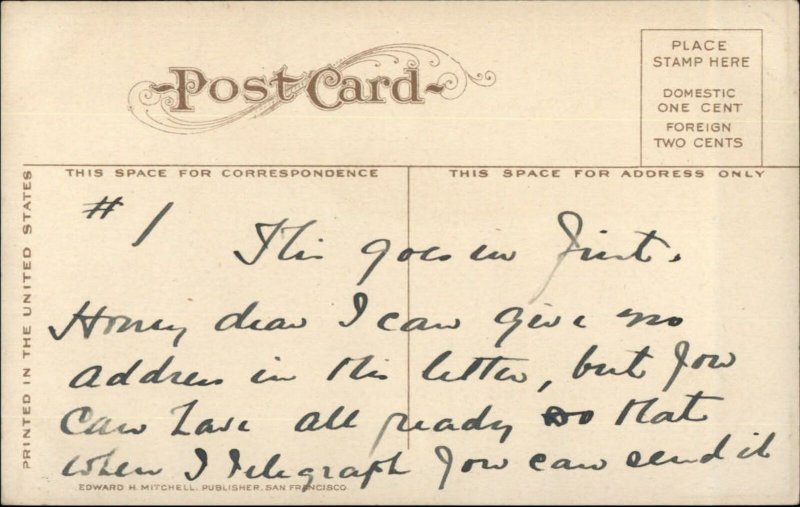 Post Card
PLACE
STAMP HERE
DOMESTIC
ONE CENT
FOREIGN
TWO CENTS
THIS SPACE FOR CORRESPONDENCE
THIS SPACE FOR ADDRESS ONLY
PRINTED IN THE UNITED STATES
#1
This goes in first.
Honey dear I can give no
address in this letter, but you
can have all ready so that
when I telegraph you can send it
EDWARD H. MITCHELL, PUBLISHER, SAN FRANCISCO